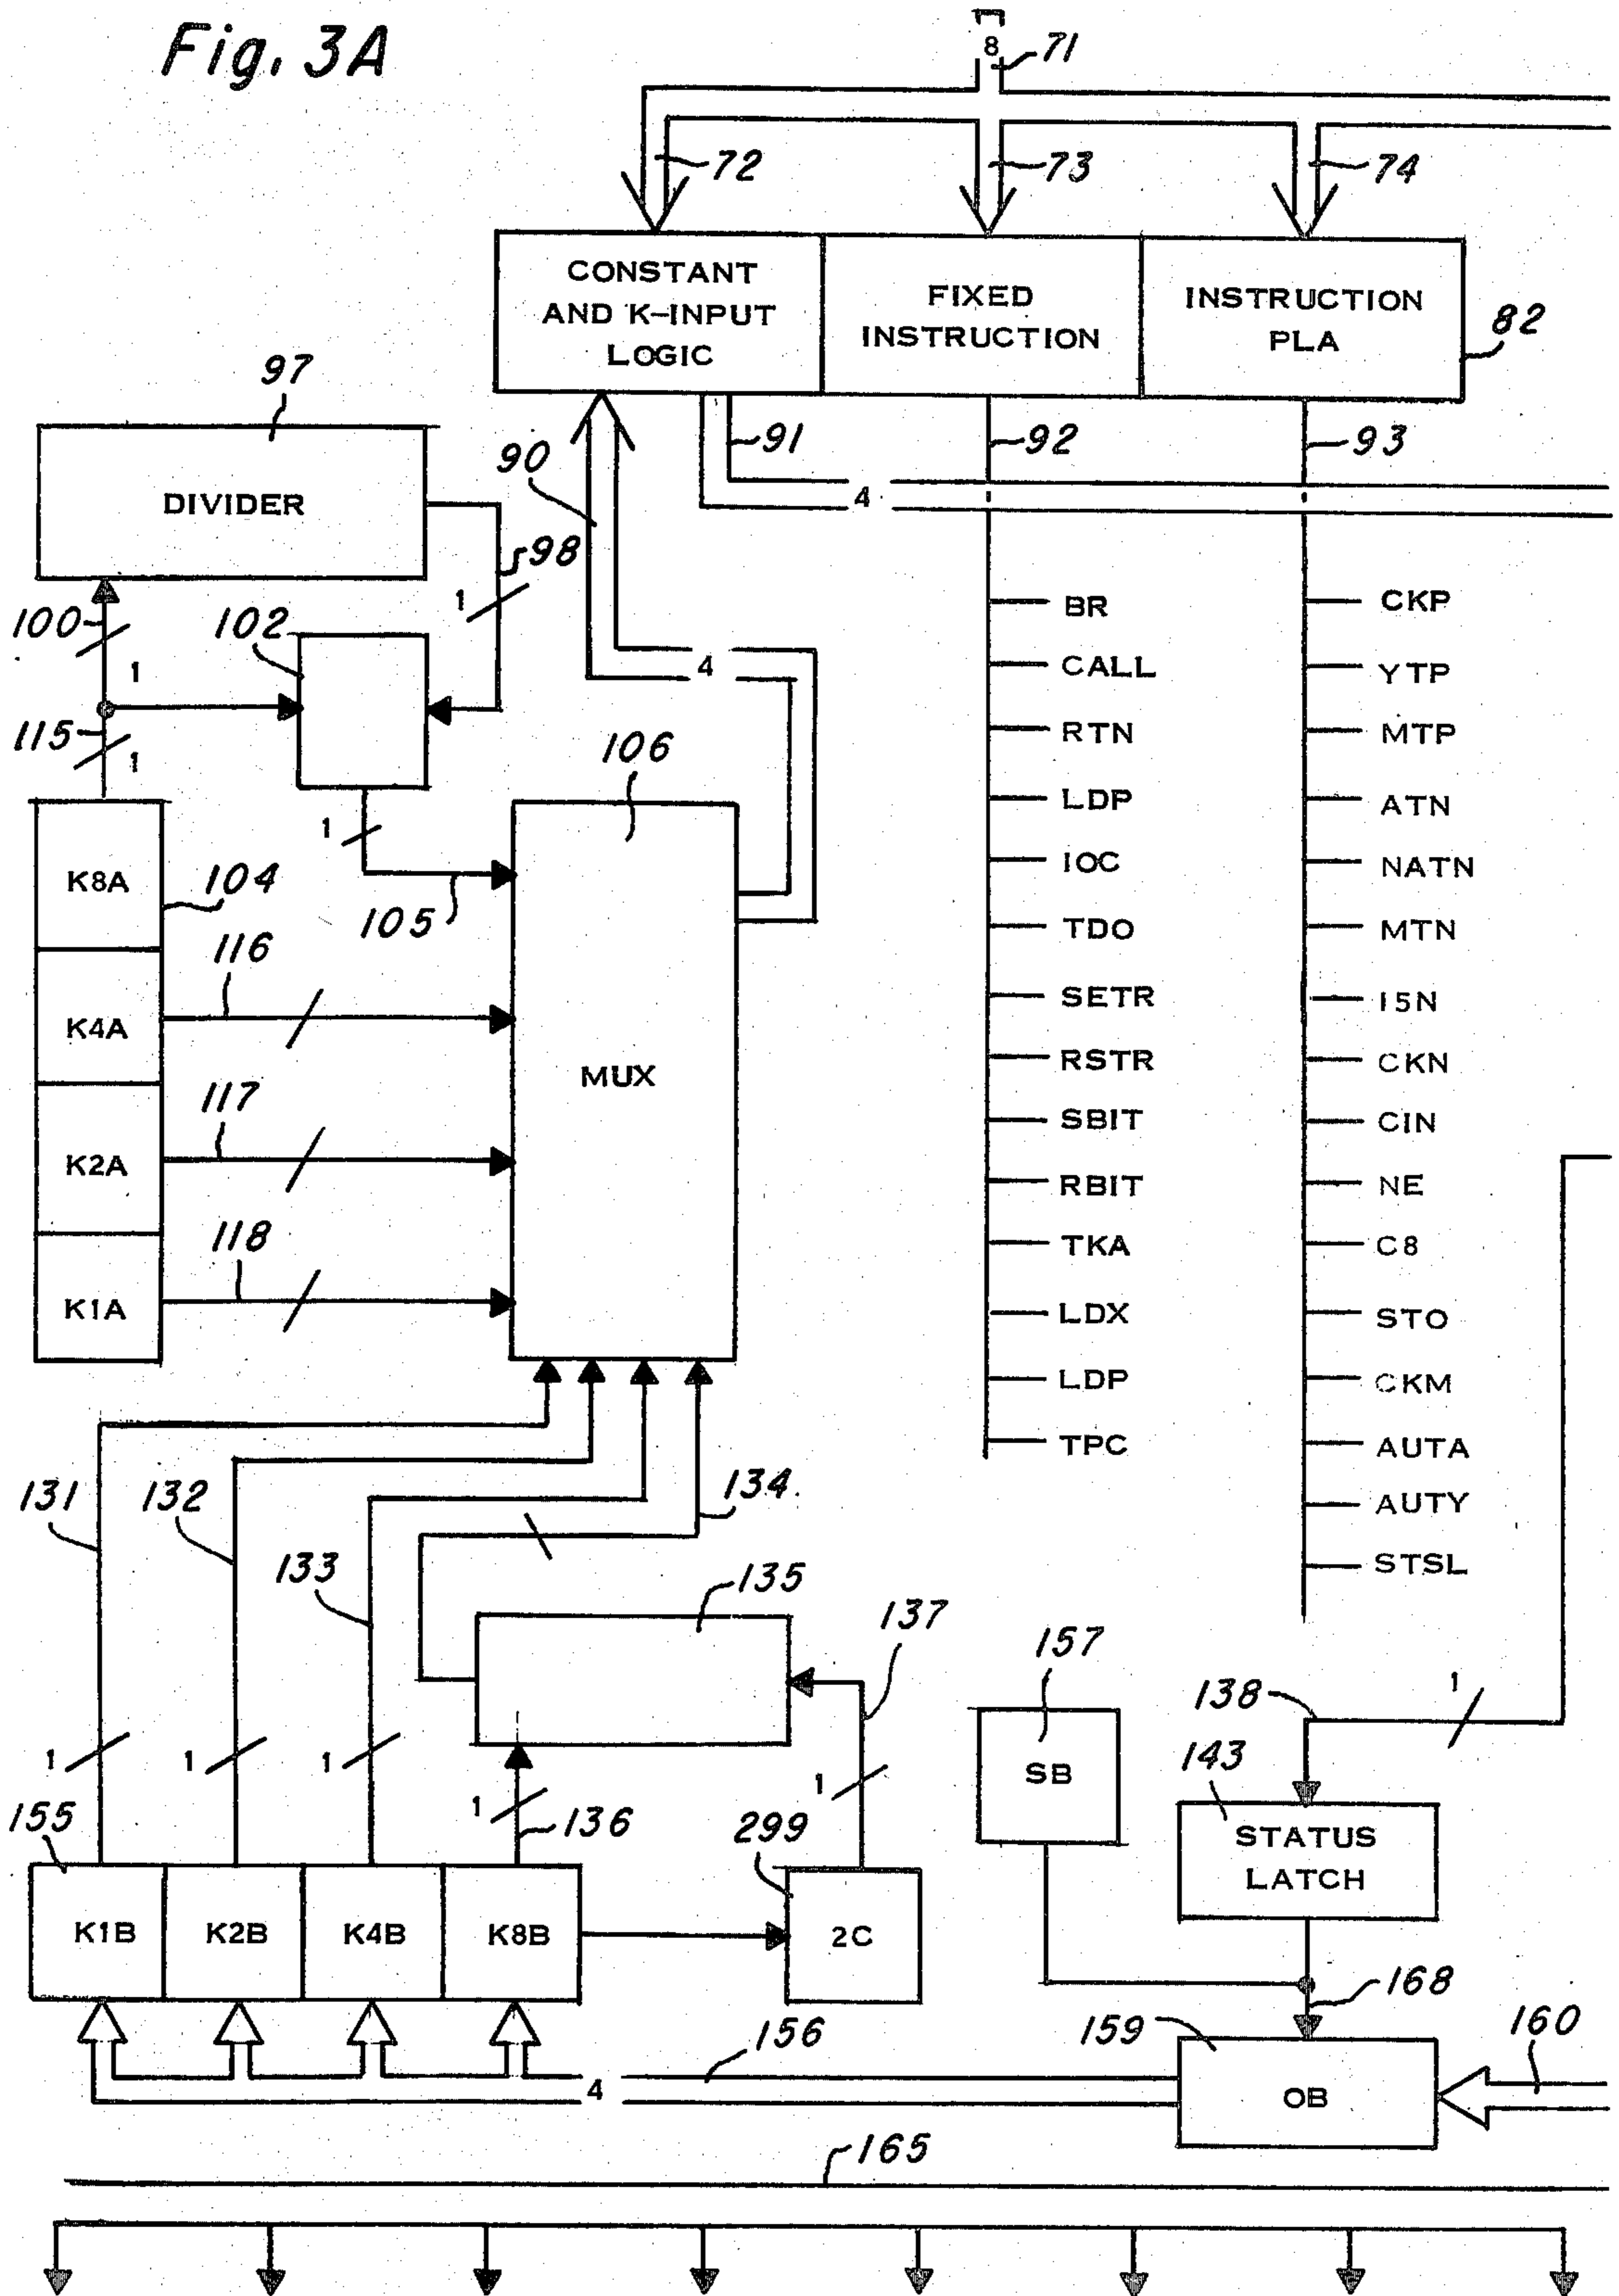 Fig. 3A
8
71
72
73
74
CONSTANT
AND K-INPUT
LOGIC
FIXED
INSTRUCTION
INSTRUCTION
PLA
82
97
DIVIDER
90
91
92
93
4
98
1
100
1
102
115
1
4
106
1
105
K8A
104
K4A
116
K2A
117
K1A
118
MUX
BR
CALL
RTN
LDP
IOC
TDO
SETR
RSTR
SBIT
RBIT
TKA
LDX
LDP
TPC
CKP
YTP
MTP
ATN
NATN
MTN
15N
CKN
CIN
NE
C8
STO
CKM
AUTA
AUTY
STSL
131
132
133
134
135
137
1
1
1
1
136
1
155
K1B
K2B
K4B
K8B
299
2C
157
SB
138
1
143
STATUS
LATCH
168
159
OB
160
156
4
165